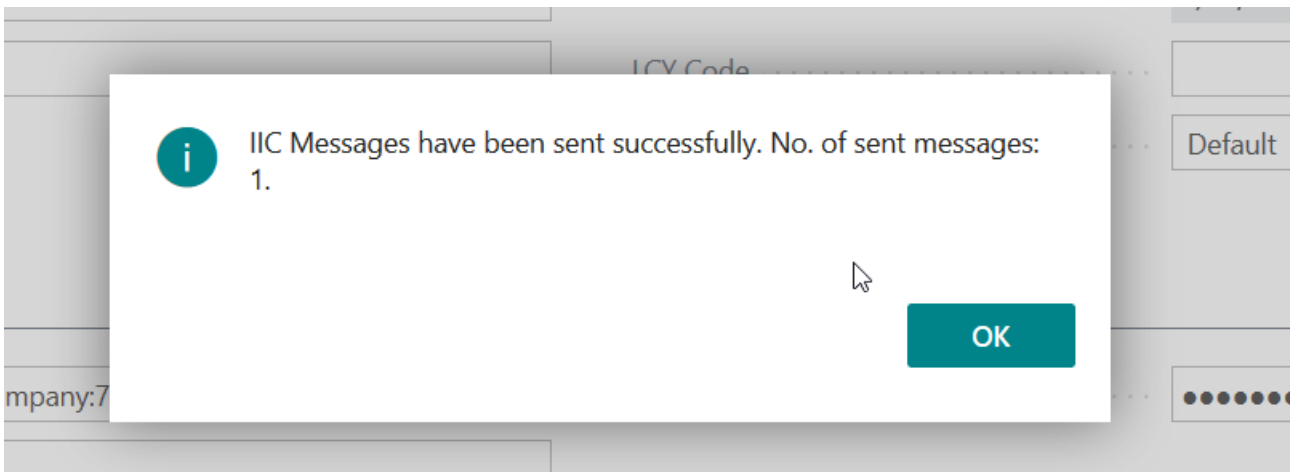 LCY Code
IIC Messages have been sent successfully. No. of sent messages:
1.
Default
OK
mpany:7